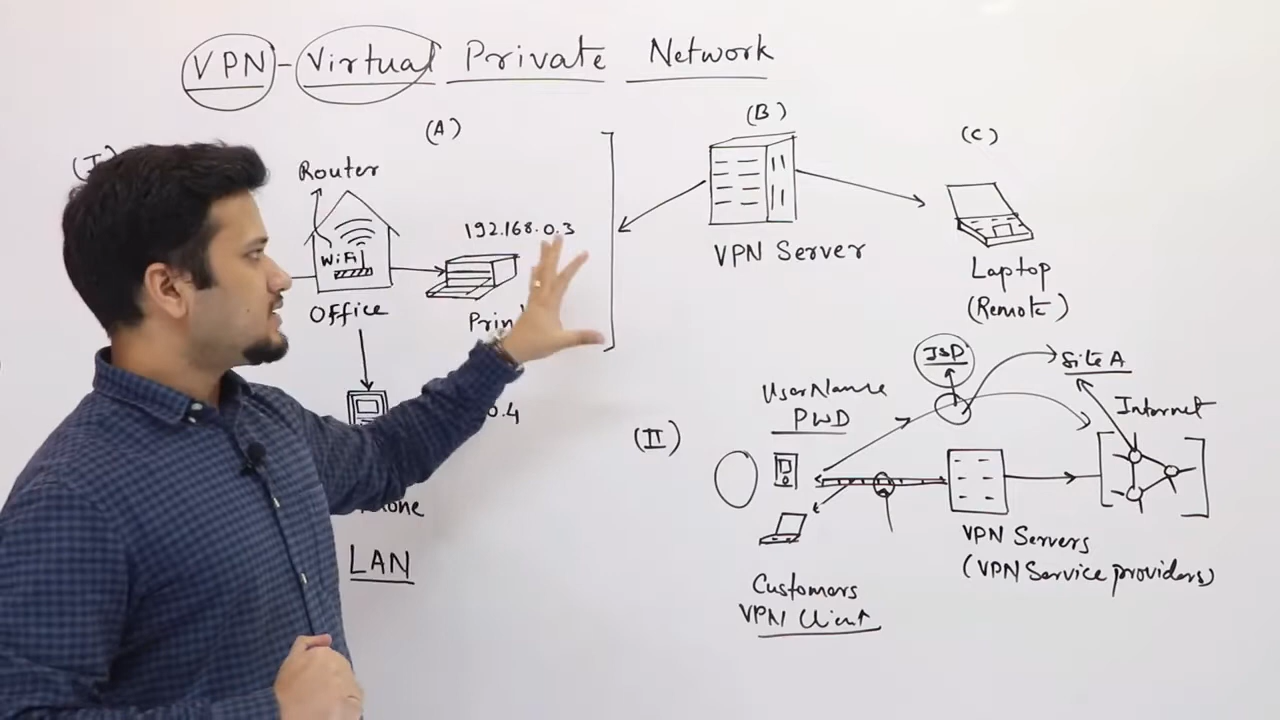 VPN - Virtual Private Network
(I)
(A)
Router
WiFi
Office
192.168.0.3
LAN
(B)
VPN Server
(C)
Laptop
(Remote)
(II)
UserName
PWD
ISP
Site A
Internet
VPN Servers
(VPN Service providers)
Customers
VPN Client